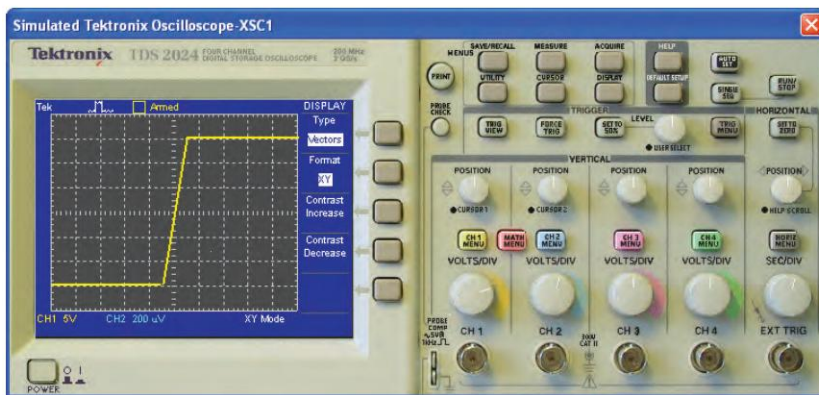 Simulated Tektronix Oscilloscope-XSC1
Tektronix TDS 2024 FOUR CHANNEL DIGITAL STORAGE OSCILLOSCOPE 200 MHz 2 GS/s
Tek Armed
DISPLAY
Type
Vectors
Format
XY
Contrast
Increase
Contrast
Decrease
CH1 5V CH2 200 uV XY Mode
POWER
MENUS
SAVE/RECALL MEASURE ACQUIRE
UTILITY CURSOR DISPLAY
HELP
DEFAULT SETUP
AUTO SET
SINGLE SEQ
RUN/STOP
PRINT
PROBE CHECK
TRIGGER
TRIG VIEW
FORCE TRIG
SET TO 50%
LEVEL
USER SELECT
TRIG MENU
HORIZONTAL
SET TO ZERO
VERTICAL
POSITION POSITION POSITION POSITION POSITION
CURSOR 1 CURSOR 2 HELP SCROLL
CH 1 MENU MATH MENU CH 2 MENU CH 3 MENU CH 4 MENU HORIZ MENU
VOLTS/DIV VOLTS/DIV VOLTS/DIV VOLTS/DIV SEC/DIV
PROBE COMP
CH 1 CH 2 CH 3 CH 4 EXT TRIG
CAT II